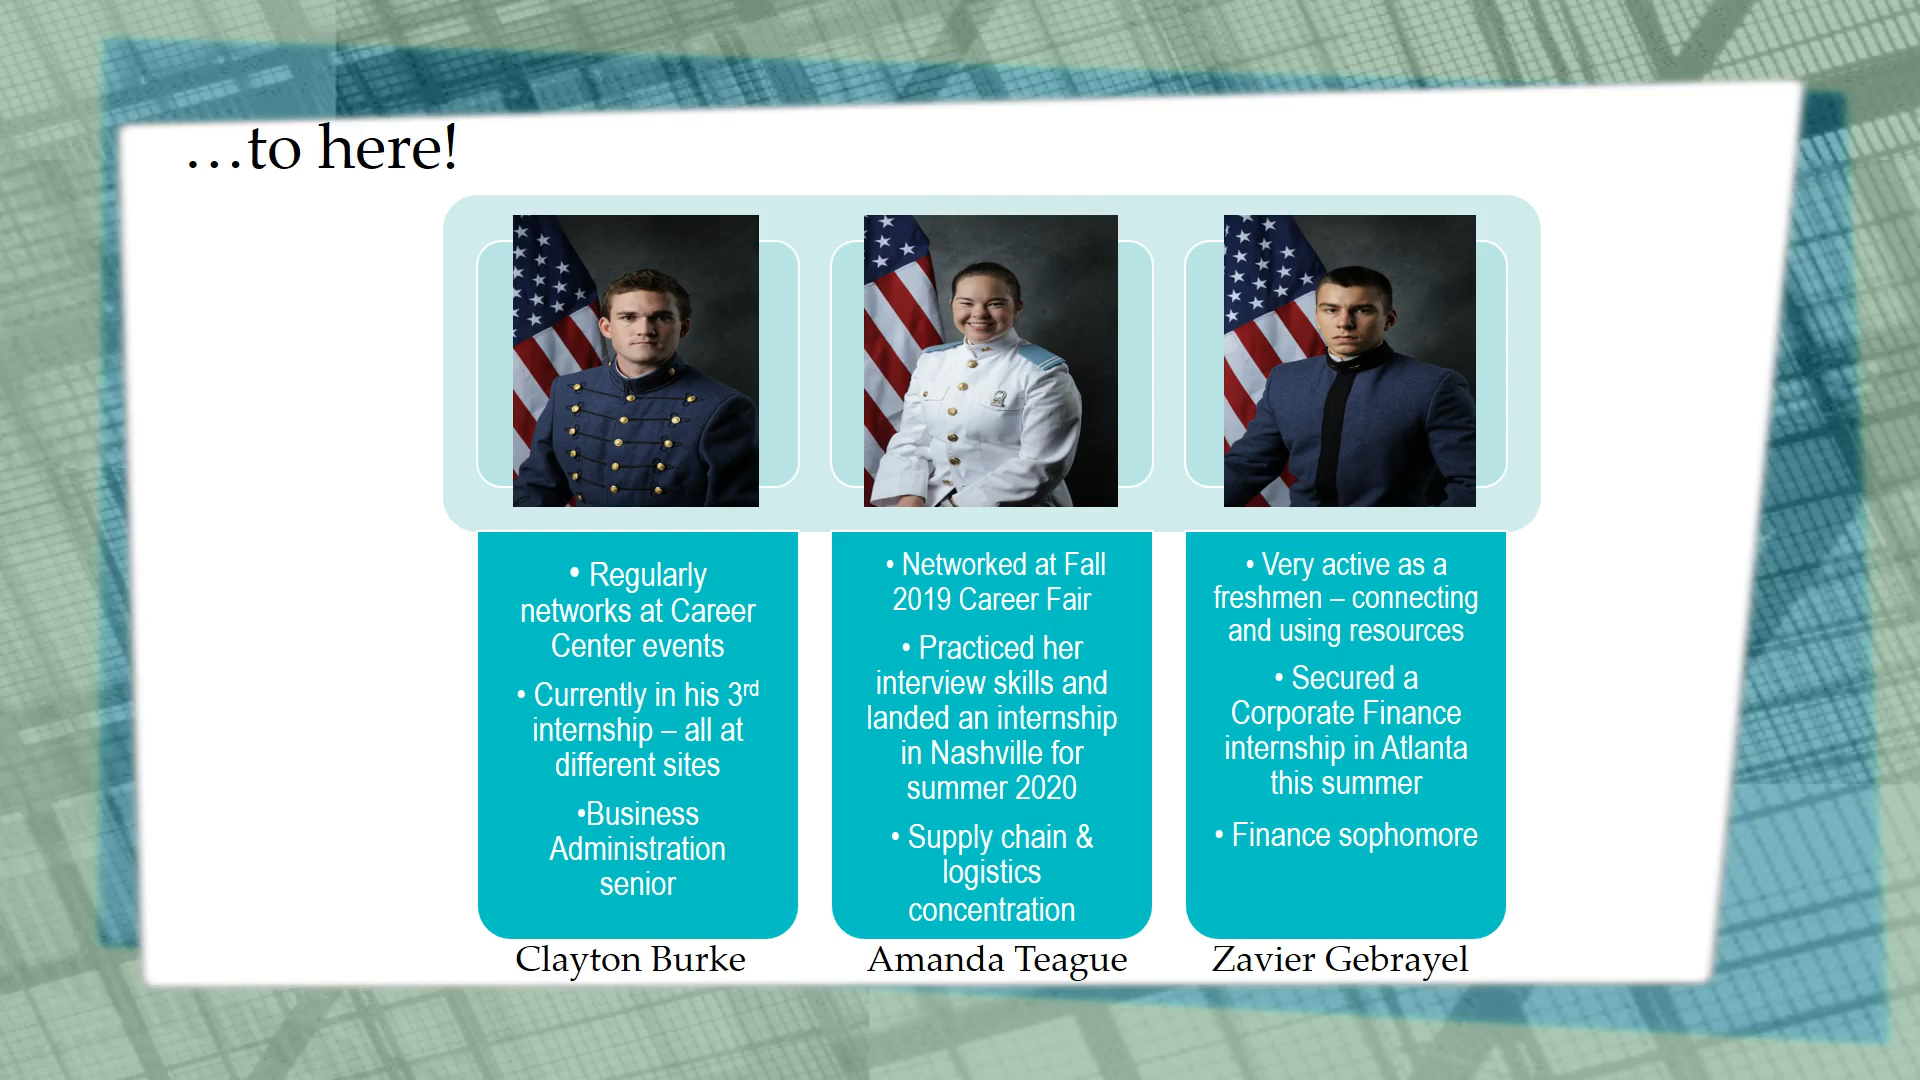 …to here!
• Regularly
networks at Career
Center events
• Currently in his 3rd
internship – all at
different sites
•Business
Administration
senior
Clayton Burke
• Networked at Fall
2019 Career Fair
• Practiced her
interview skills and
landed an internship
in Nashville for
summer 2020
• Supply chain &
logistics
concentration
Amanda Teague
• Very active as a
freshmen – connecting
and using resources
• Secured a
Corporate Finance
internship in Atlanta
this summer
• Finance sophomore
Zavier Gebrayel